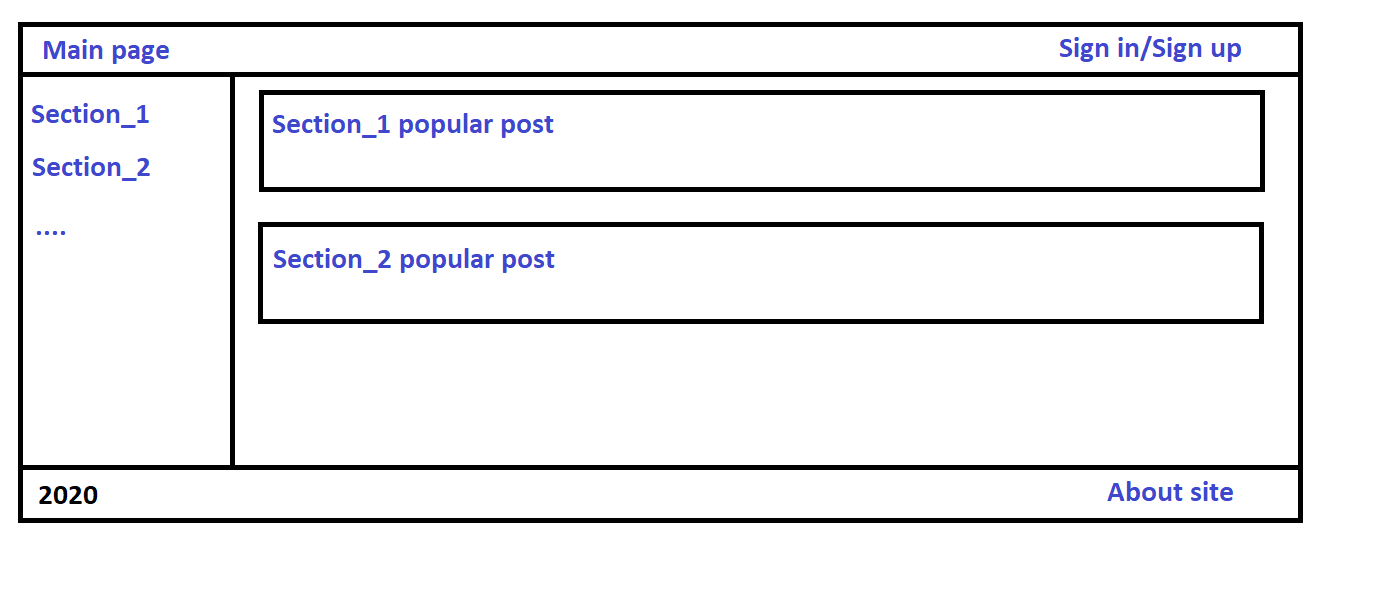 Main page
Sign in/Sign up
Section_1
Section_2
....
Section_1 popular post
Section_2 popular post
2020
About site